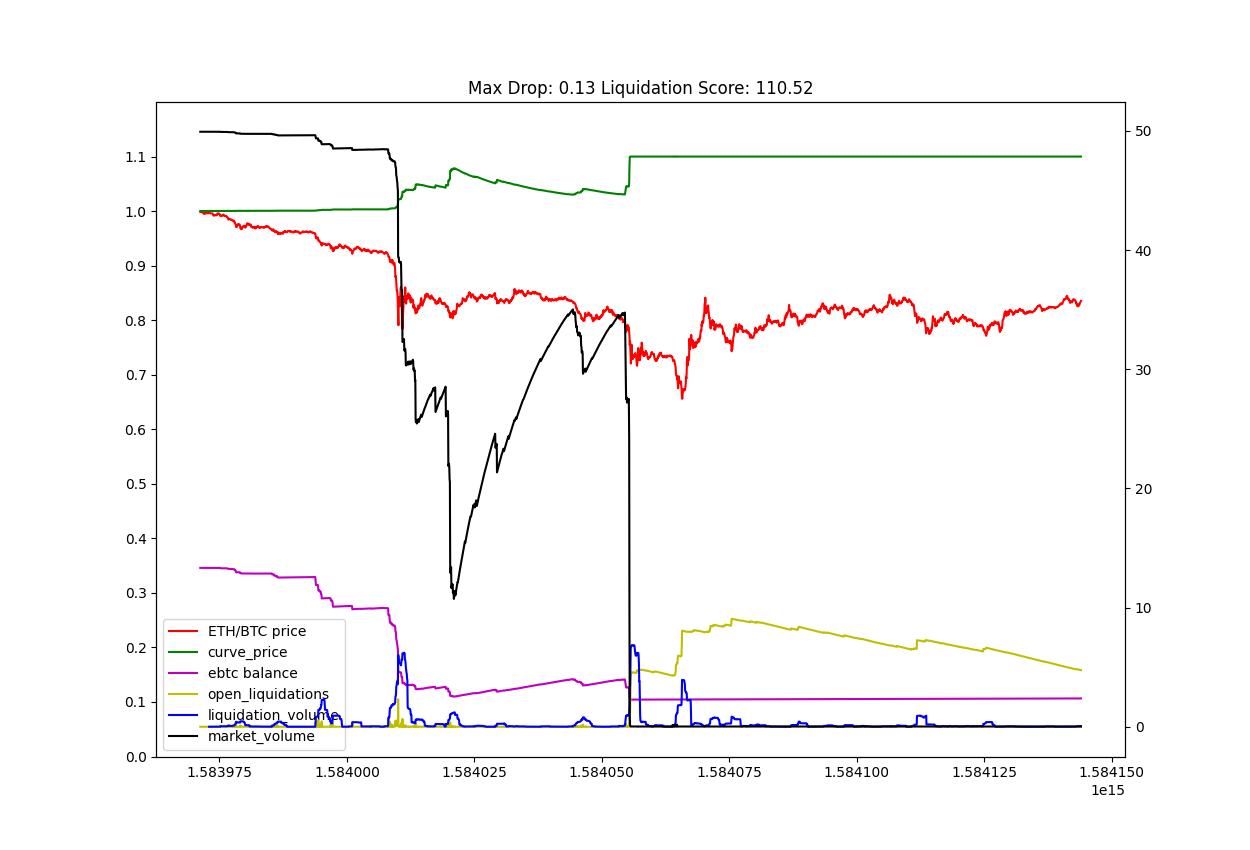 Max Drop: 0.13 Liquidation Score: 110.52
1.1
1.0
0.9
0.8
0.7
0.6
0.5
0.4
0.3
0.2
0.1
0.0
50
40
30
20
10
0
ETH/BTC price
curve_price
ebtc balance
open_liquidations
liquidation_volume
market_volume
1.583975 1.584000 1.584025 1.584050 1.584075 1.584100 1.584125 1.584150
1e15